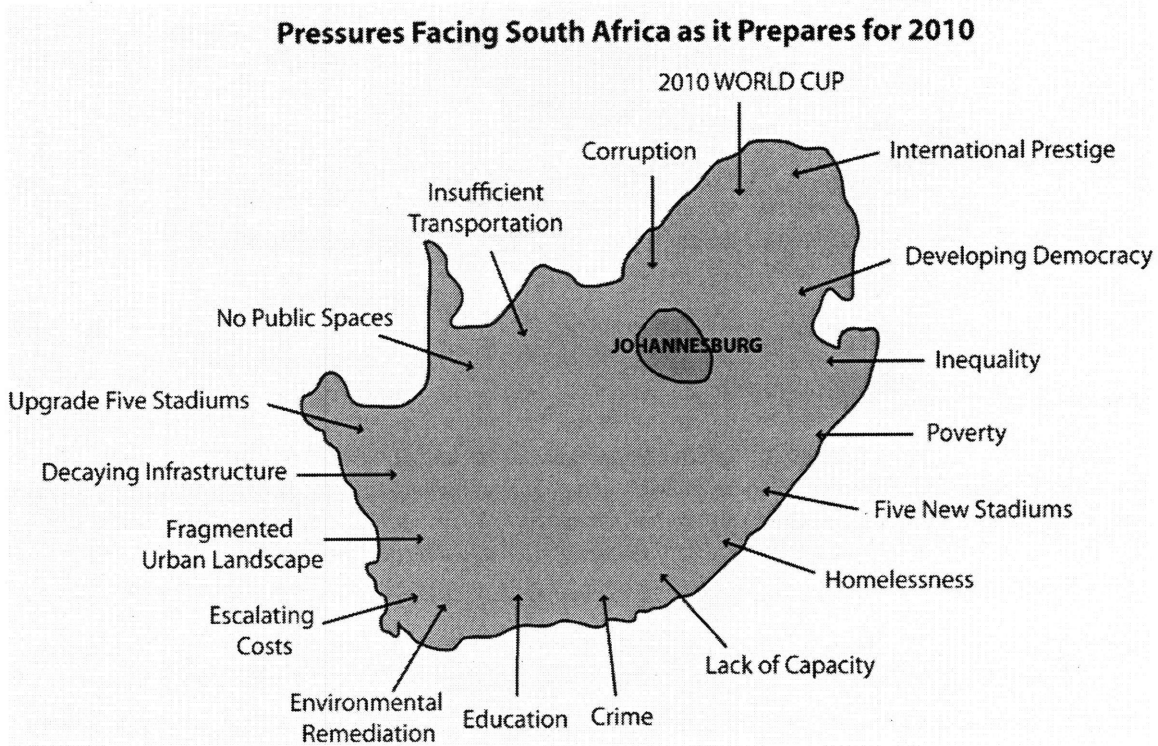 Pressures Facing South Africa as it Prepares for 2010
2010 WORLD CUP
Corruption
International Prestige
Insufficient
Transportation
Developing Democracy
No Public Spaces
JOHANNESBURG
Inequality
Upgrade Five Stadiums
Poverty
Decaying Infrastructure
Five New Stadiums
Fragmented
Urban Landscape
Homelessness
Escalating
Costs
Lack of Capacity
Environmental
Remediation
Education
Crime